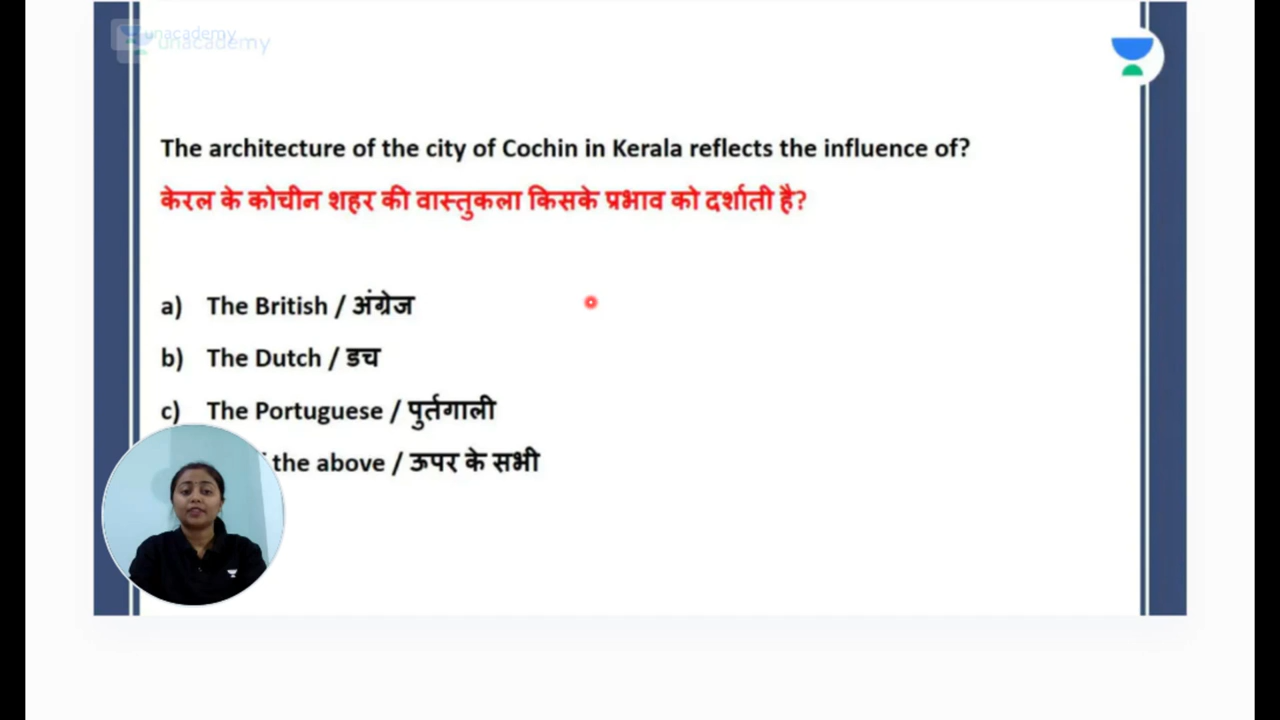 unacademy
unacademy
The architecture of the city of Cochin in Kerala reflects the influence of?
केरल के कोचीन शहर की वास्तुकला किसके प्रभाव को दर्शाती है?
a) The British / अंग्रेज
b) The Dutch / डच
c) The Portuguese / पुर्तगाली
the above / ऊपर के सभी